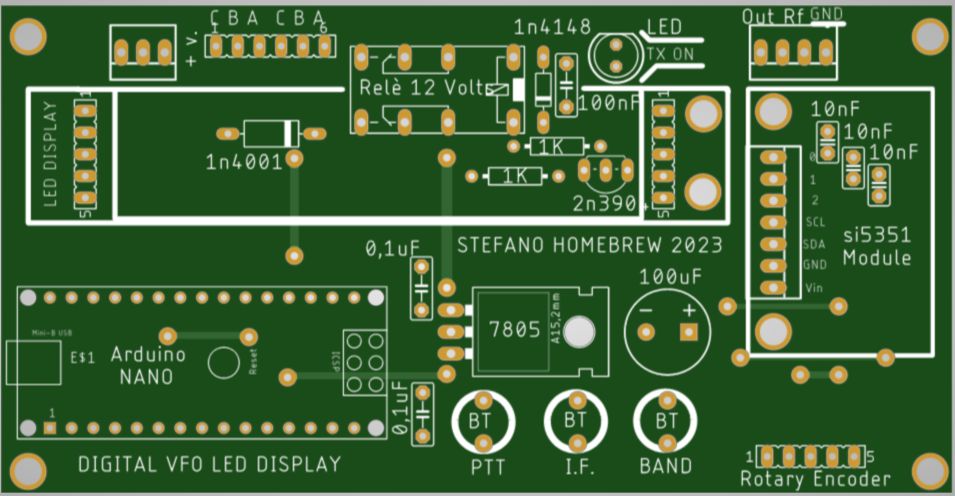 C B A C B A
1 6
+ v.
1n4148
LED
TX ON
Out Rf GND
Relè 12 Volts
100nF
10nF
10nF
10nF
LED DISPLAY
1
5
1n4001
1K
1K
2n390
1
5
0
1
2
SCL
SDA
GND
Vin
si5351
Module
STEFANO HOMEBREW 2023
0,1uF
100uF
- +
7805
A15,2mm
Mini-B USB
E$1
Arduino
NANO
Reset
ICSP
1
0,1uF
BT
BT
BT
PTT
I.F.
BAND
DIGITAL VFO LED DISPLAY
1 5
Rotary Encoder